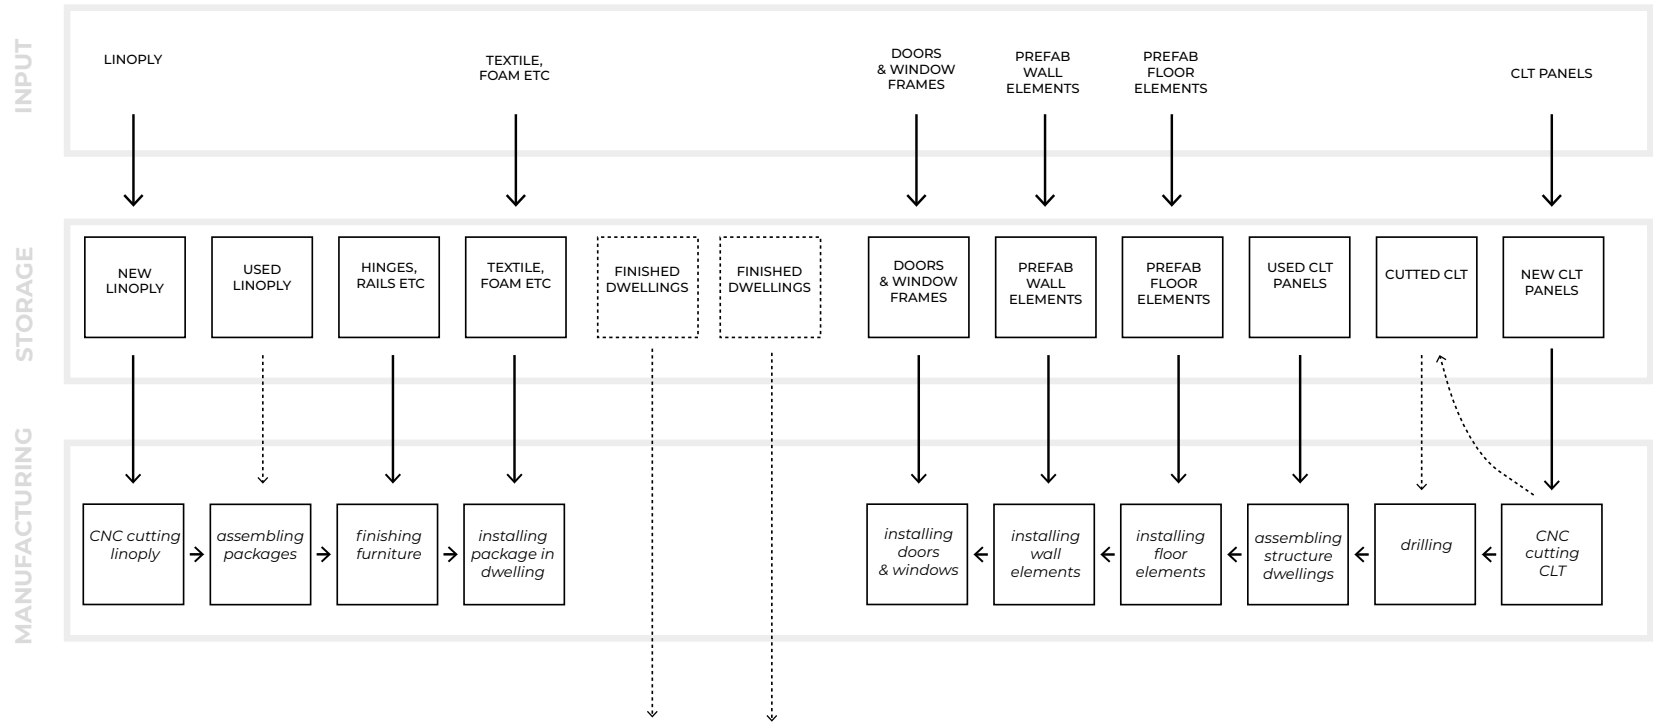 INPUT
LINOPLY
TEXTILE,
FOAM ETC
DOORS
& WINDOW
FRAMES
PREFAB
WALL
ELEMENTS
PREFAB
FLOOR
ELEMENTS
CLT PANELS
STORAGE
NEW
LINOPLY
USED
LINOPLY
HINGES,
RAILS ETC
TEXTILE,
FOAM ETC
FINISHED
DWELLINGS
FINISHED
DWELLINGS
DOORS
& WINDOW
FRAMES
PREFAB
WALL
ELEMENTS
PREFAB
FLOOR
ELEMENTS
USED CLT
PANELS
CUTTED CLT
NEW CLT
PANELS
MANUFACTURING
CNC cutting
linoply
assembling
packages
finishing
furniture
installing
package in
dwelling
installing
doors
& windows
installing
wall
elements
installing
floor
elements
assembling
structure
dwellings
drilling
CNC
cutting
CLT